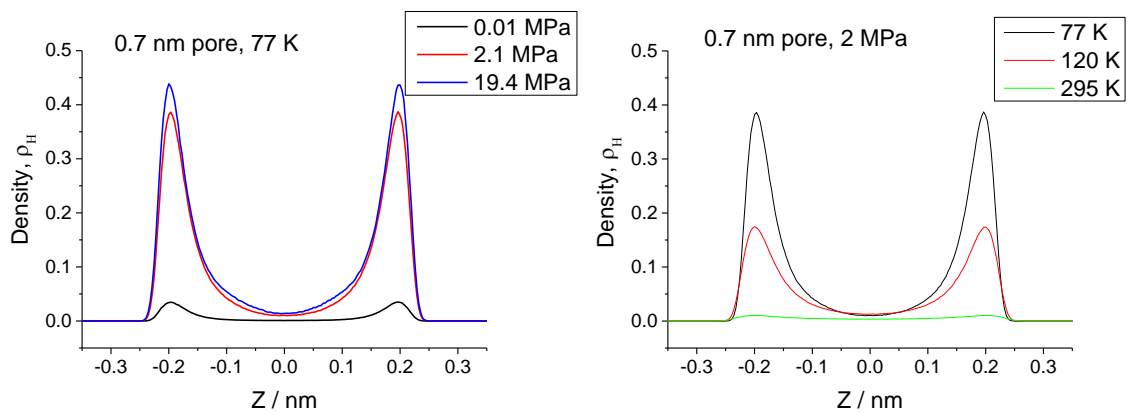 0.7 nm pore, 77 K
0.01 MPa
2.1 MPa
19.4 MPa
0.5
0.4
0.3
0.2
0.1
0.0
Density, ρH
-0.3 -0.2 -0.1 0.0 0.1 0.2 0.3
Z / nm
0.7 nm pore, 2 MPa
77 K
120 K
295 K
0.5
0.4
0.3
0.2
0.1
0.0
Density, ρH
-0.3 -0.2 -0.1 0.0 0.1 0.2 0.3
Z / nm